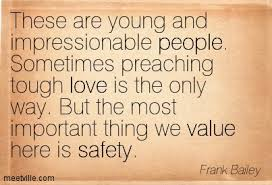 These are young and
impressionable people.
Sometimes preaching
tough love is the only
way. But the most
important thing we value
here is safety.
Frank Bailey
meetville.com